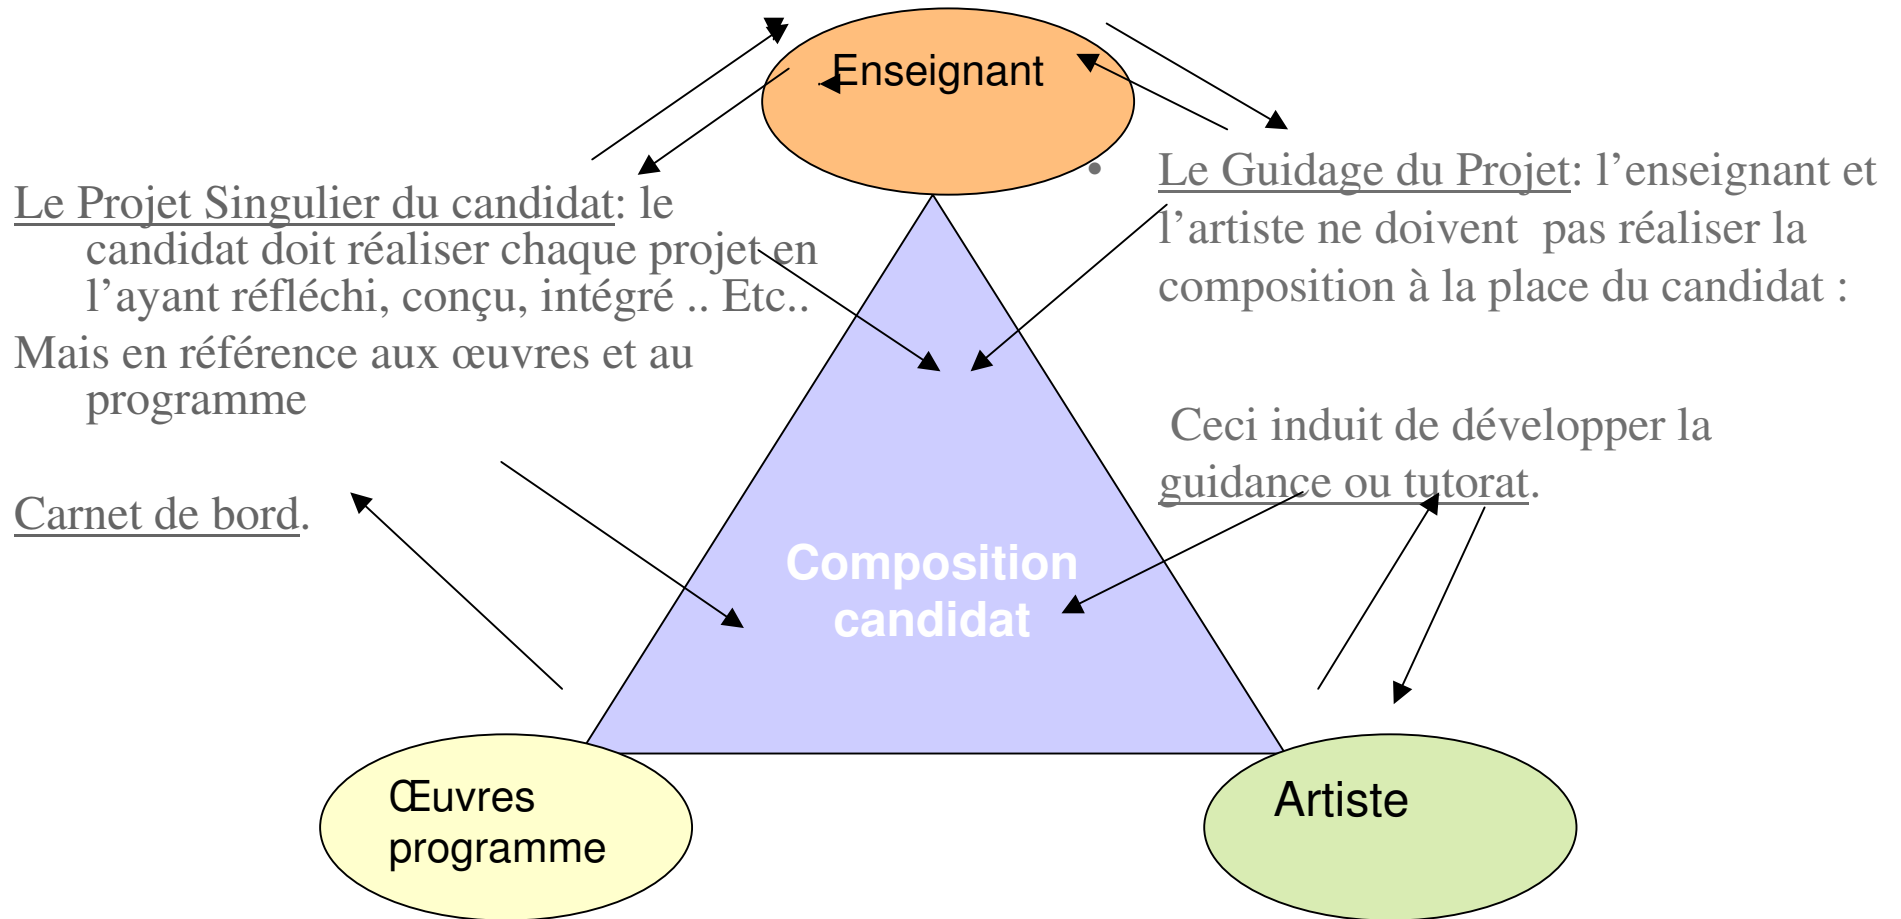 Enseignant
Le Projet Singulier du candidat: le
candidat doit réaliser chaque projet en
l’ayant réfléchi, conçu, intégré .. Etc..
Mais en référence aux œuvres et au
programme
Carnet de bord.
• Le Guidage du Projet: l’enseignant et
l’artiste ne doivent pas réaliser la
composition à la place du candidat :
Ceci induit de développer la
guidance ou tutorat.
Composition
candidat
Œuvres
programme
Artiste